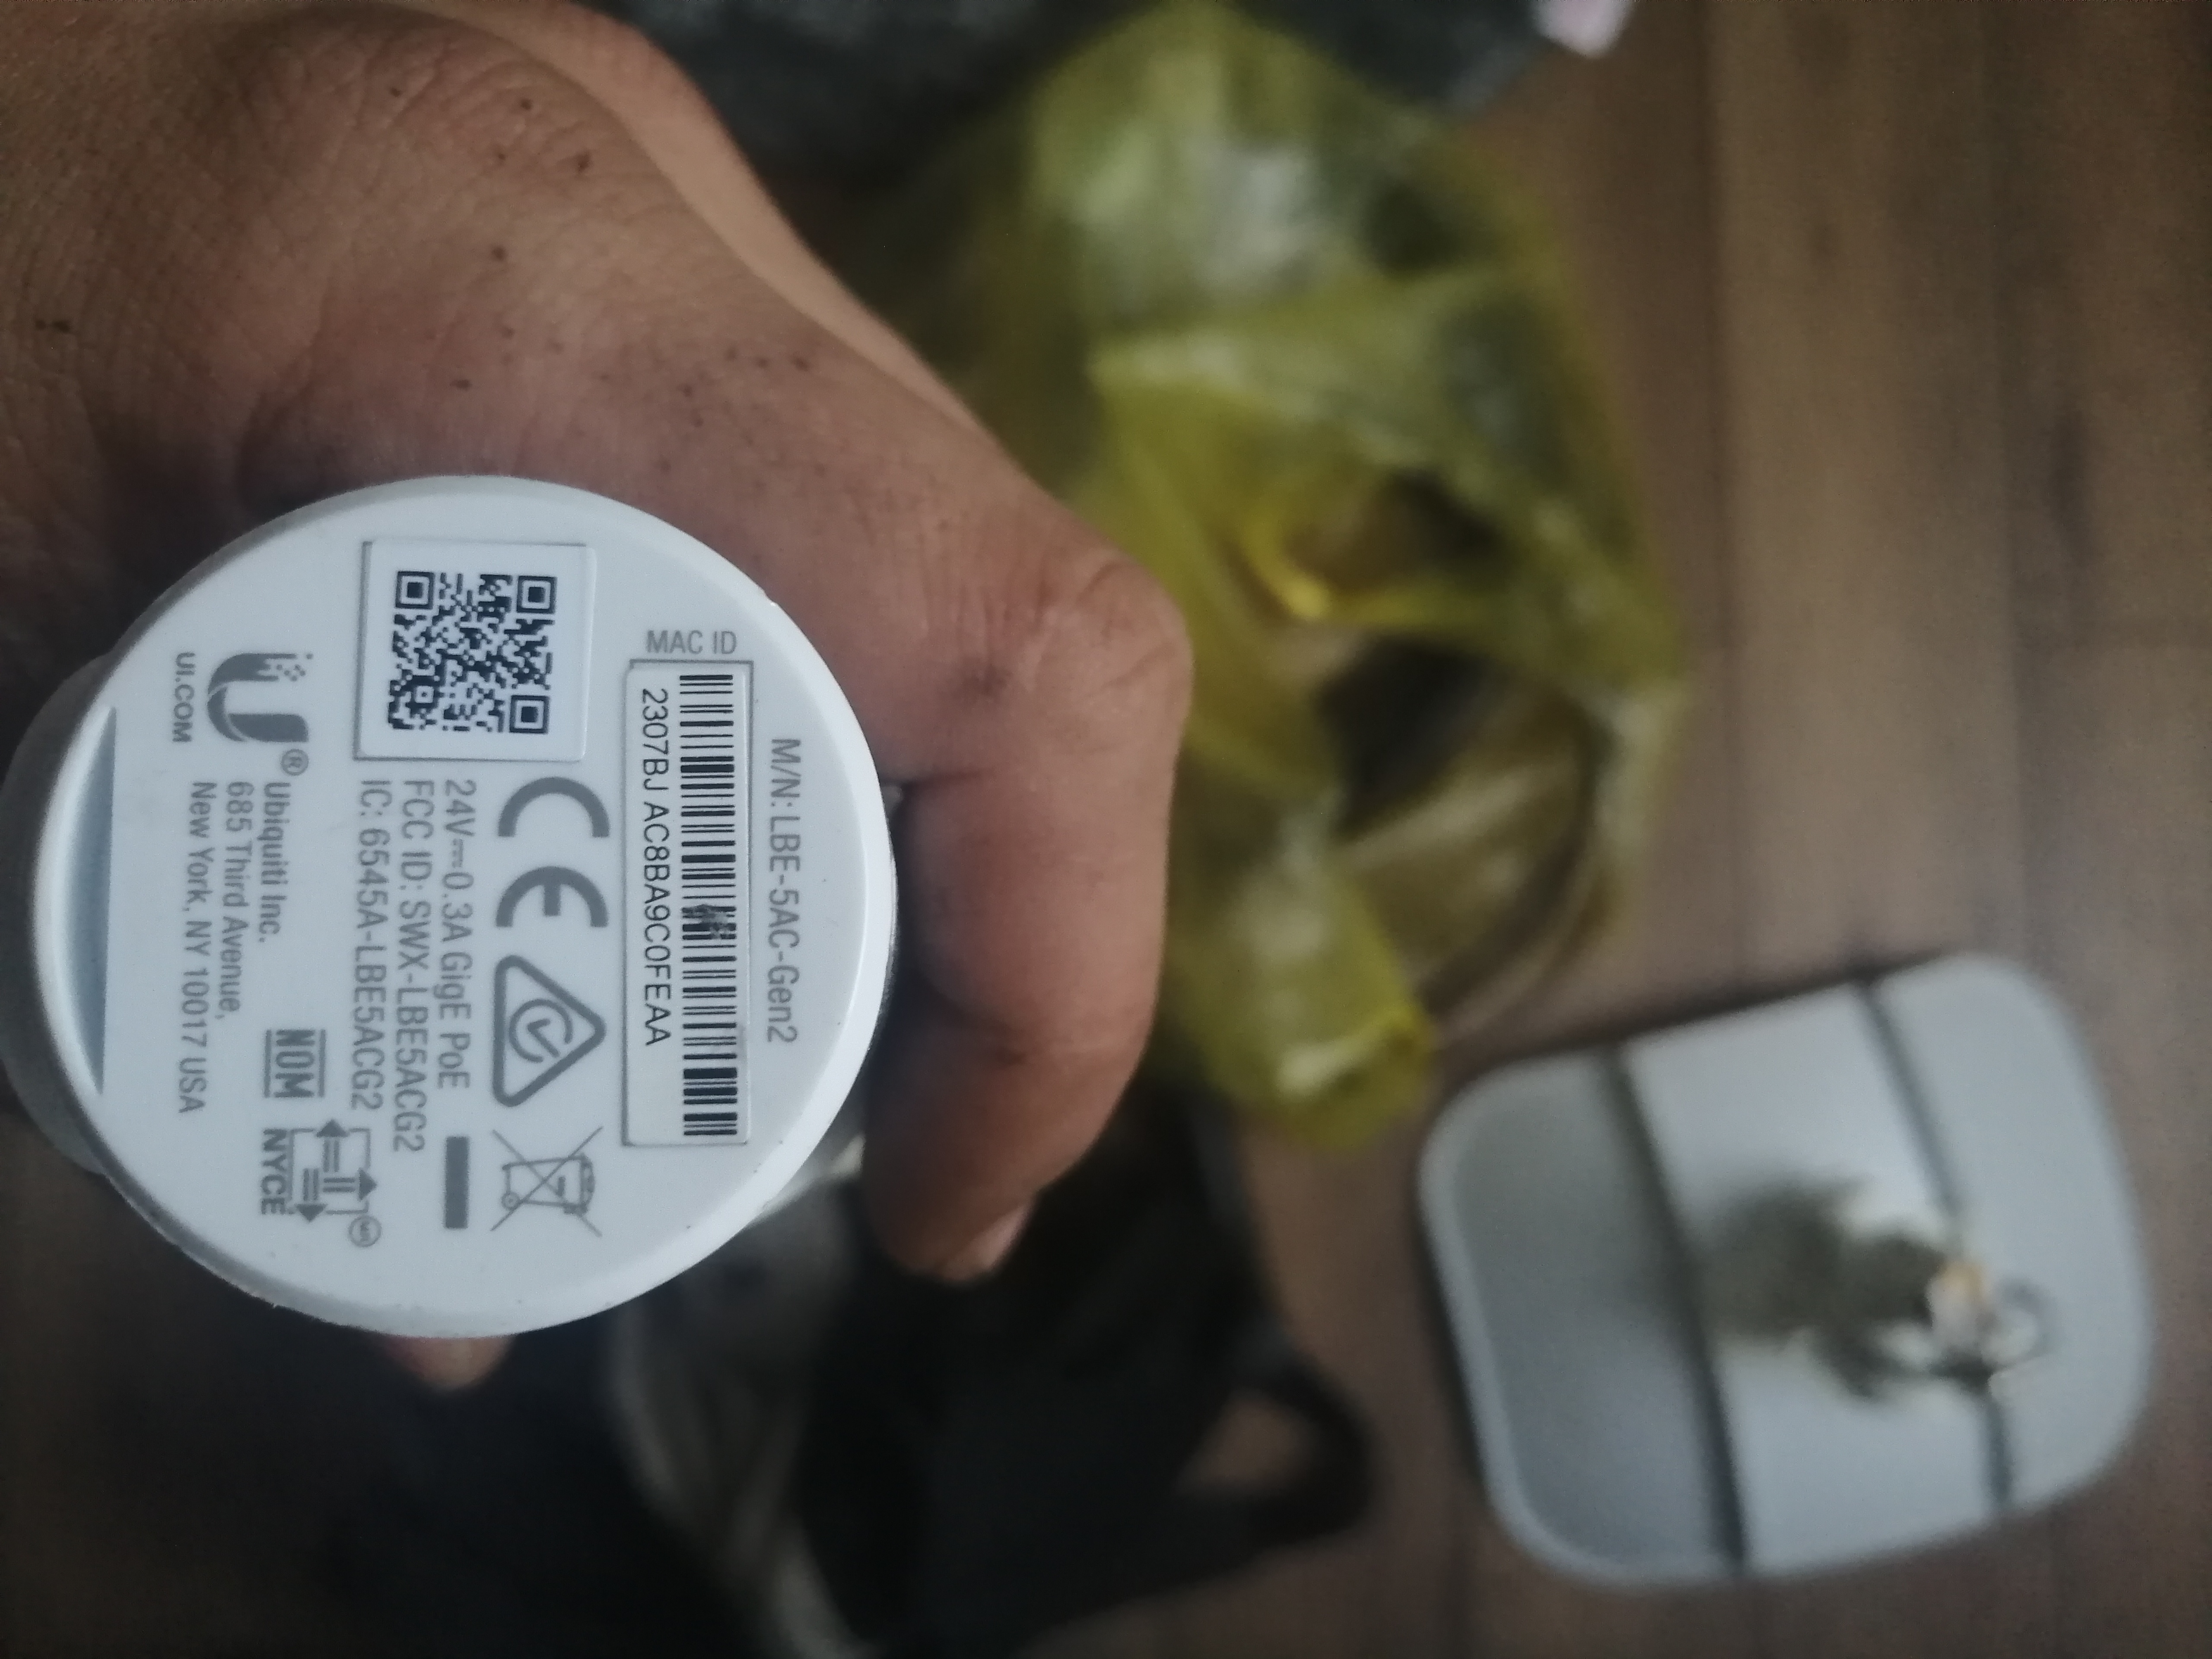 M/N: LBE-5AC-Gen2
MAC ID
2307BJ AC8BA9C0FEAA
24V⎓0.3A GigE PoE
FCC ID: SWX-LBE5ACG2
IC: 6545A-LBE5ACG2
UI.COM
Ubiquiti Inc.
685 Third Avenue,
New York, NY 10017 USA
NOM
NYCE